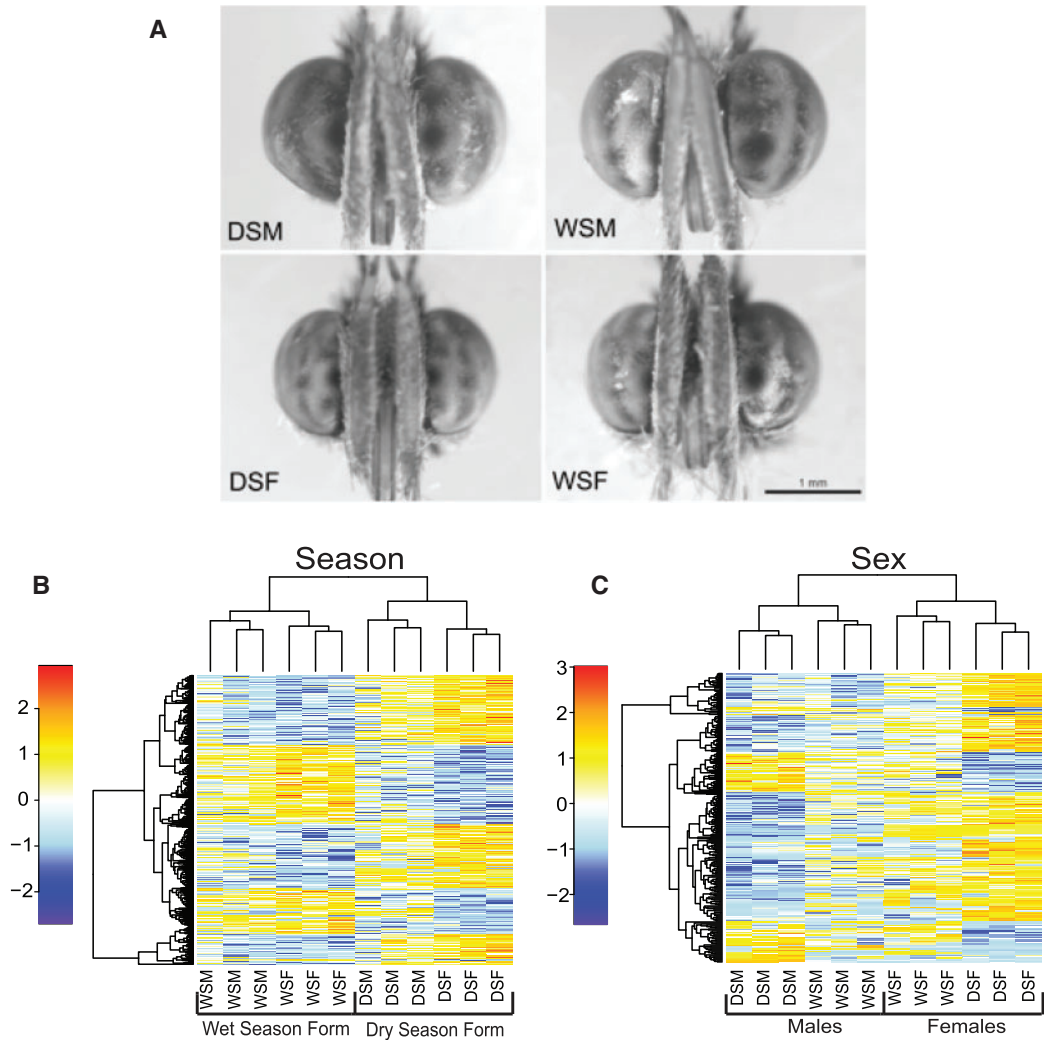 A
DSM
WSM
DSF
WSF
1 mm
B
Season
2
1
0
−1
−2
WSM
WSM
WSM
WSF
WSF
WSF
DSM
DSM
DSM
DSF
DSF
DSF
Wet Season Form
Dry Season Form
C
Sex
3
2
1
0
−1
−2
DSM
DSM
DSM
WSM
WSM
WSM
WSF
WSF
WSF
DSF
DSF
DSF
Males
Females